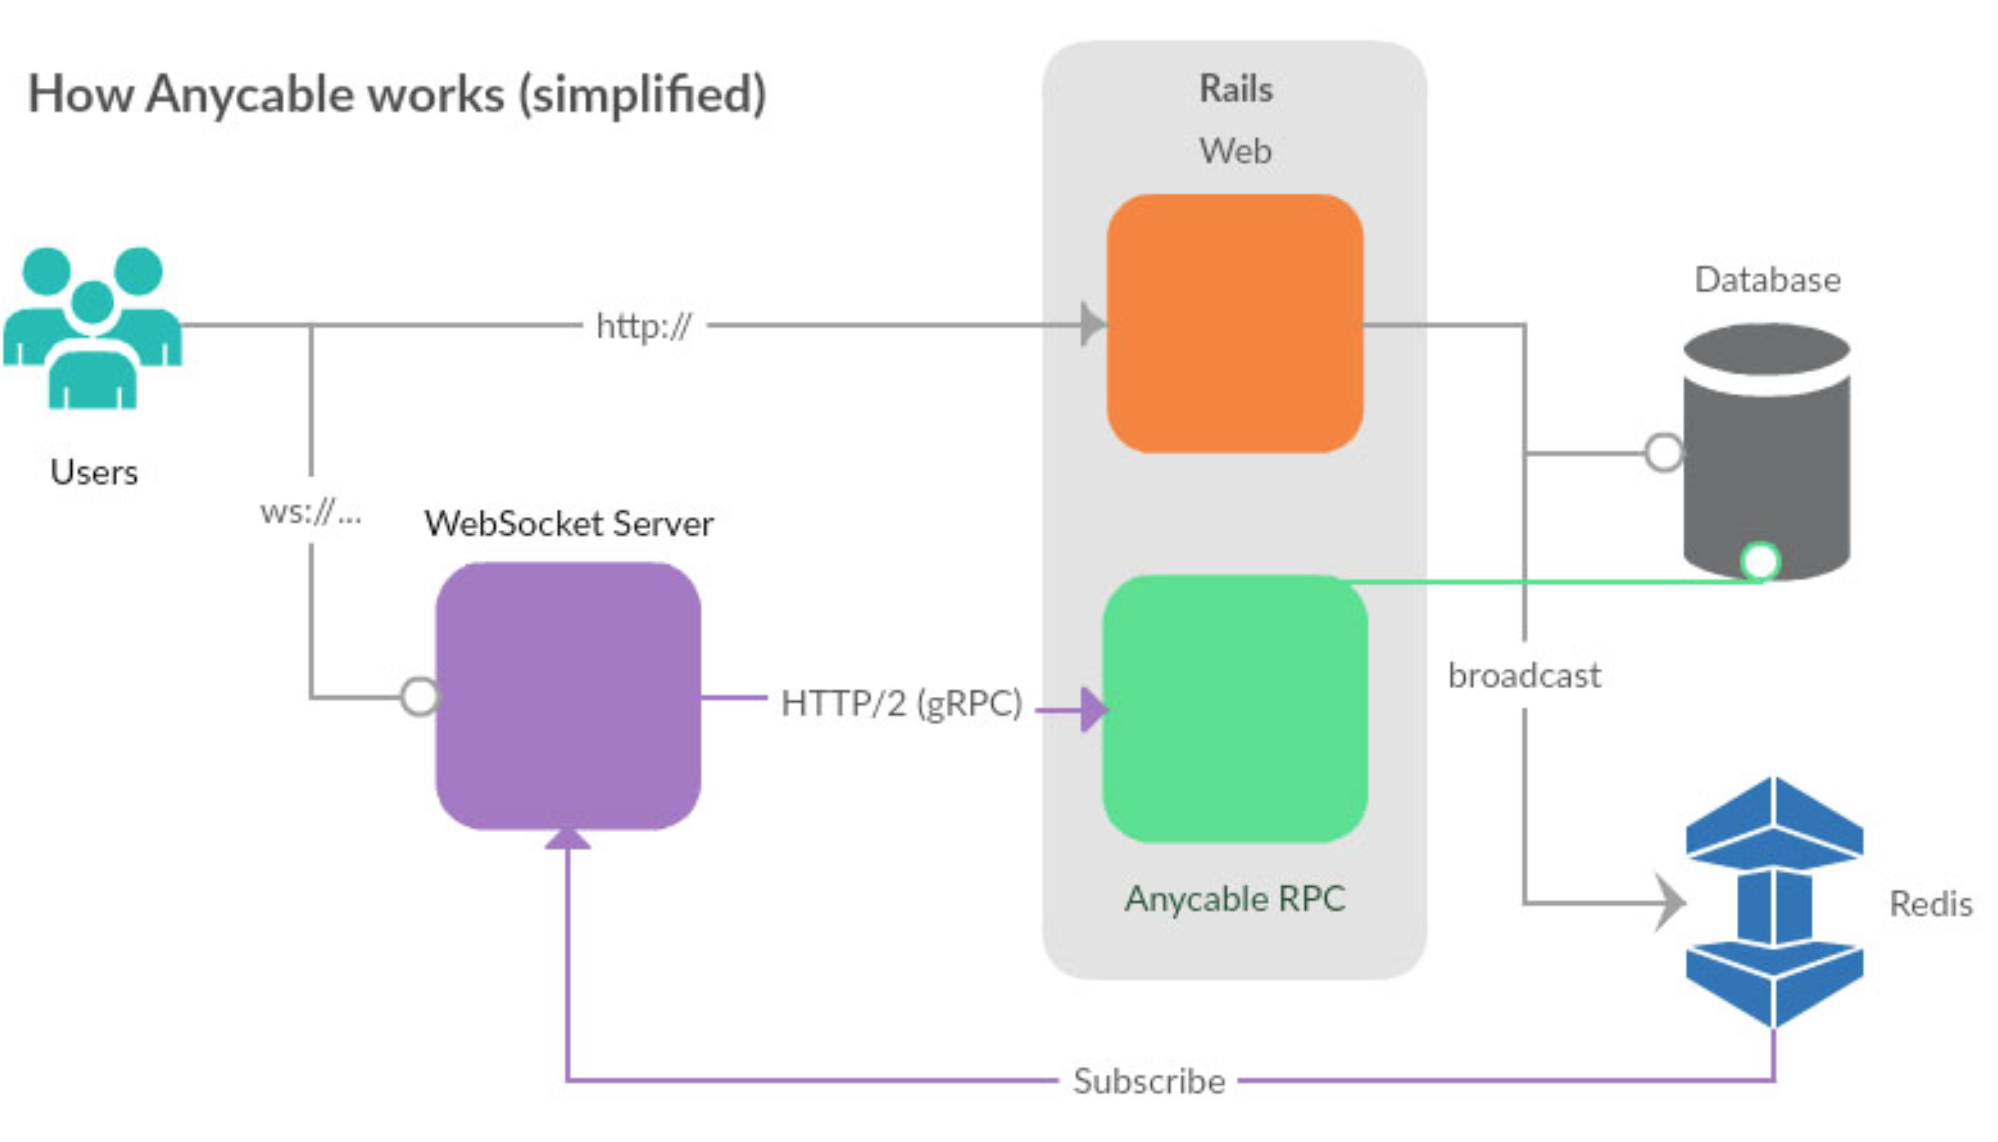 How Anycable works (simplified)
Rails
Web
http://
Database
Users
ws://...
WebSocket Server
HTTP/2 (gRPC)
broadcast
Anycable RPC
Redis
Subscribe